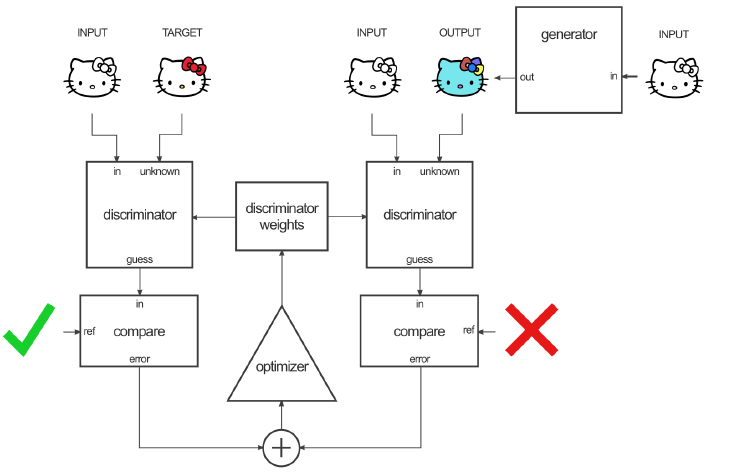 INPUT
TARGET
INPUT
OUTPUT
generator
INPUT
out
in
in
unknown
in
unknown
discriminator
discriminator
weights
discriminator
guess
guess
in
in
ref
compare
compare
ref
error
optimizer
error
+